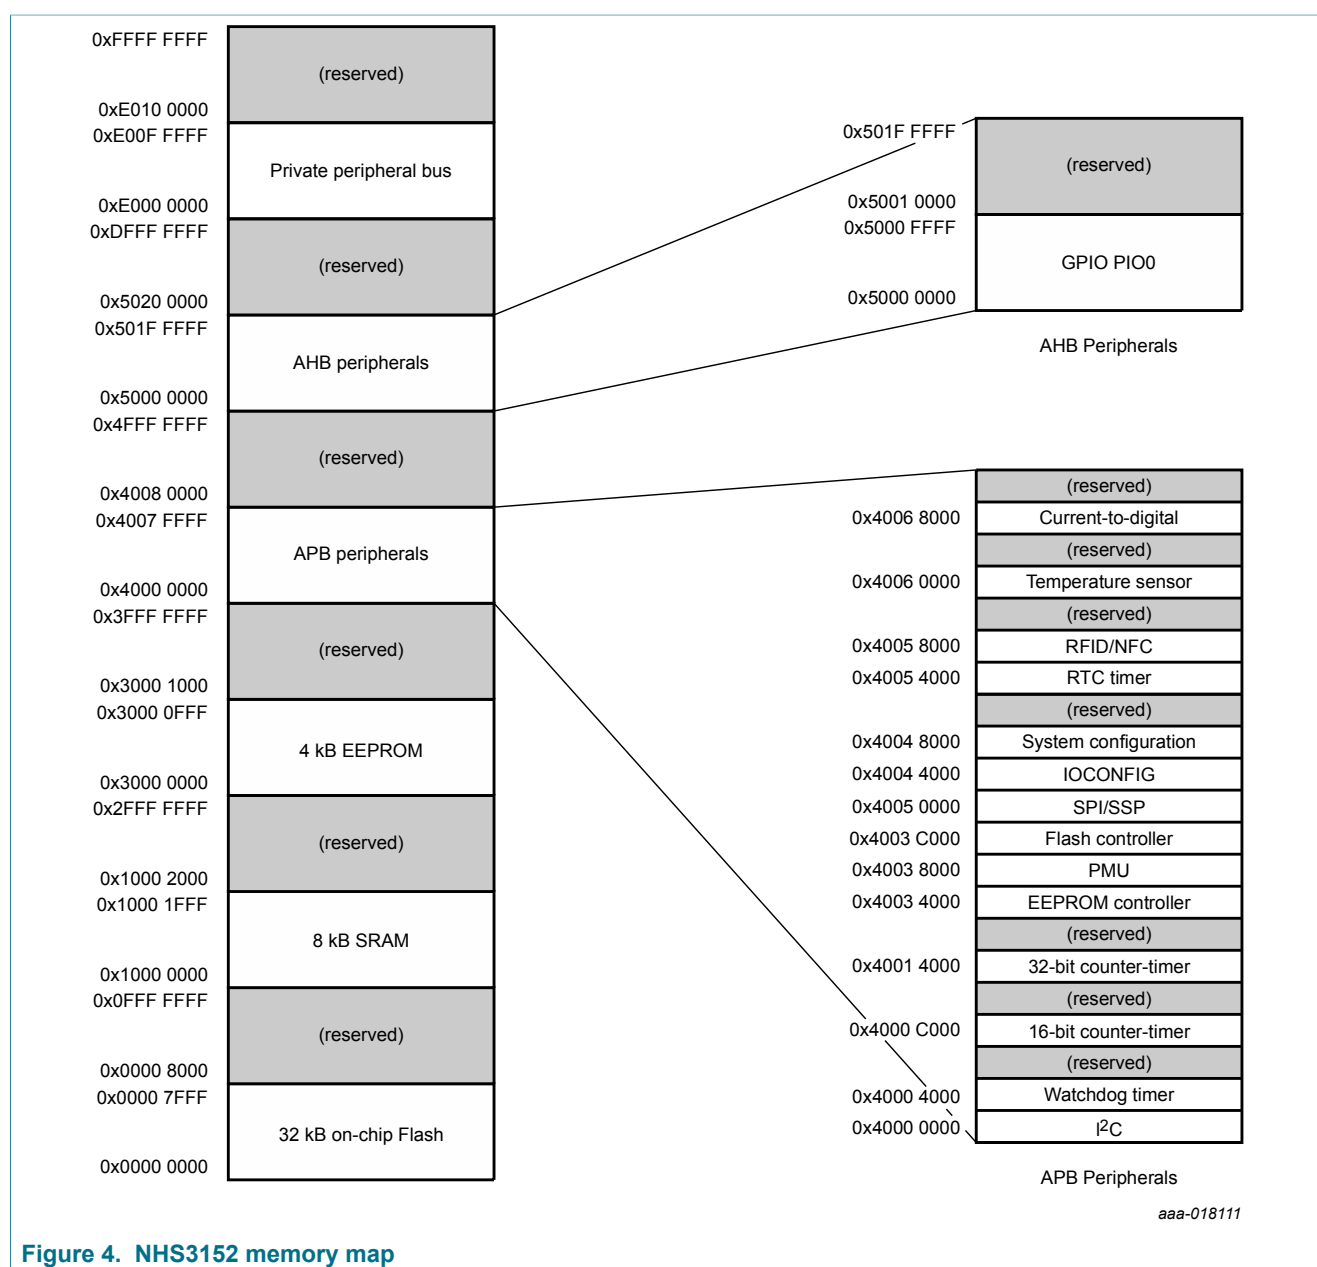 0xFFFF FFFF
(reserved)
0xE010 0000
0xE00F FFFF
Private peripheral bus
0xE000 0000
0xDFFF FFFF
(reserved)
0x5020 0000
0x501F FFFF
AHB peripherals
0x5000 0000
0x4FFF FFFF
(reserved)
0x4008 0000
0x4007 FFFF
APB peripherals
0x4000 0000
0x3FFF FFFF
(reserved)
0x3000 1000
0x3000 0FFF
4 kB EEPROM
0x3000 0000
0x2FFF FFFF
(reserved)
0x1000 2000
0x1000 1FFF
8 kB SRAM
0x1000 0000
0x0FFF FFFF
(reserved)
0x0000 8000
0x0000 7FFF
32 kB on-chip Flash
0x0000 0000
0x501F FFFF
(reserved)
0x5001 0000
0x5000 FFFF
GPIO PIO0
0x5000 0000
AHB Peripherals
(reserved)
0x4006 8000 Current-to-digital
(reserved)
0x4006 0000 Temperature sensor
(reserved)
0x4005 8000 RFID/NFC
0x4005 4000 RTC timer
(reserved)
0x4004 8000 System configuration
0x4004 4000 IOCONFIG
0x4005 0000 SPI/SSP
0x4003 C000 Flash controller
0x4003 8000 PMU
0x4003 4000 EEPROM controller
(reserved)
0x4001 4000 32-bit counter-timer
(reserved)
0x4000 C000 16-bit counter-timer
(reserved)
0x4000 4000 Watchdog timer
0x4000 0000 I2C
APB Peripherals
aaa-018111
Figure 4. NHS3152 memory map